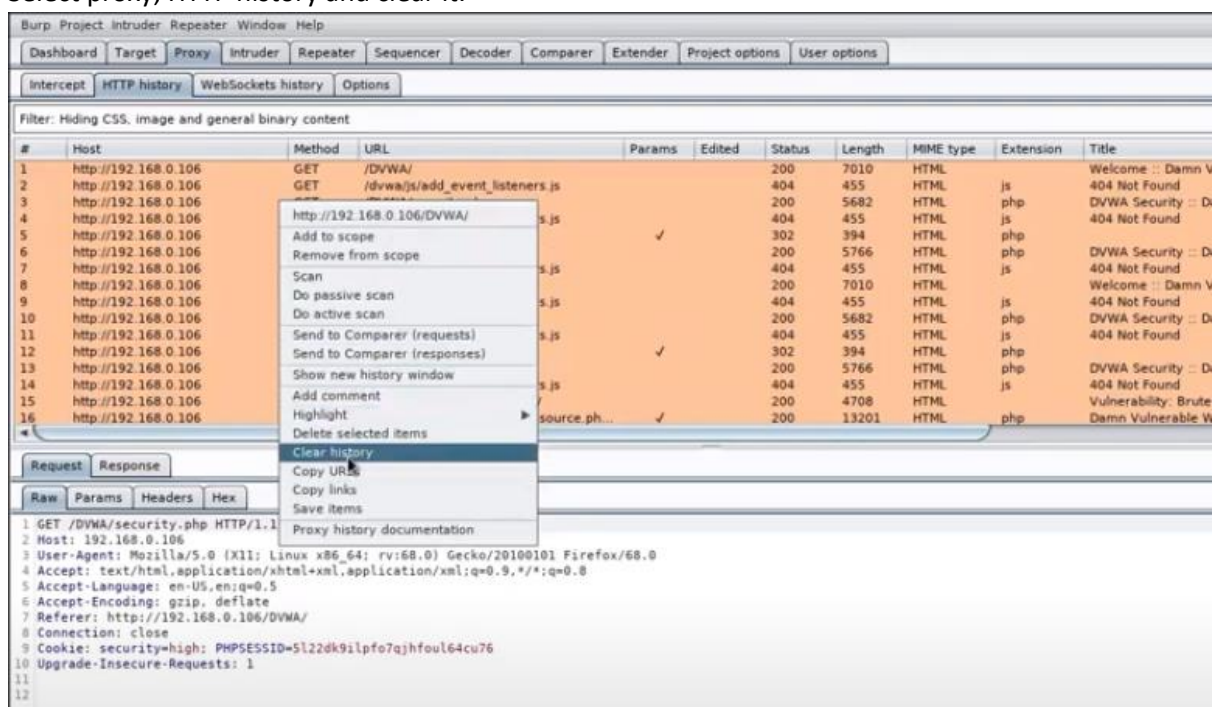 Select proxy, HTTP history and clear it.
Burp Project Intruder Repeater Window Help
Dashboard Target Proxy Intruder Repeater Sequencer Decoder Comparer Extender Project options User options
Intercept HTTP history WebSockets history Options
Filter: Hiding CSS, image and general binary content
# Host Method URL Params Edited Status Length MIME type Extension Title
1 http://192.168.0.106 GET /DVWA/ 200 7010 HTML Welcome :: Damn V
2 http://192.168.0.106 GET /dvwa/js/add_event_listeners.js 404 455 HTML js 404 Not Found
3 http://192.168.0.106 200 5682 HTML php DVWA Security :: Da
4 http://192.168.0.106 s.js 404 455 HTML js 404 Not Found
5 http://192.168.0.106 ✓ 302 394 HTML php
6 http://192.168.0.106 200 5766 HTML php DVWA Security :: Da
7 http://192.168.0.106 s.js 404 455 HTML js 404 Not Found
8 http://192.168.0.106 200 7010 HTML Welcome :: Damn V
9 http://192.168.0.106 s.js 404 455 HTML js 404 Not Found
10 http://192.168.0.106 200 5682 HTML php DVWA Security :: Da
11 http://192.168.0.106 s.js 404 455 HTML js 404 Not Found
12 http://192.168.0.106 ✓ 302 394 HTML php
13 http://192.168.0.106 200 5766 HTML php DVWA Security :: Da
14 http://192.168.0.106 s.js 404 455 HTML js 404 Not Found
15 http://192.168.0.106 / 200 4708 HTML Vulnerability: Brute
16 http://192.168.0.106 source.ph... ✓ 200 13201 HTML php Damn Vulnerable W
http://192.168.0.106/DVWA/
Add to scope
Remove from scope
Scan
Do passive scan
Do active scan
Send to Comparer (requests)
Send to Comparer (responses)
Show new history window
Add comment
Highlight
Delete selected items
Clear history
Copy URLs
Copy links
Save items
Proxy history documentation
Request Response
Raw Params Headers Hex
1 GET /DVWA/security.php HTTP/1.1
2 Host: 192.168.0.106
3 User-Agent: Mozilla/5.0 (X11; Linux x86_64; rv:68.0) Gecko/20100101 Firefox/68.0
4 Accept: text/html,application/xhtml+xml,application/xml;q=0.9,*/*;q=0.8
5 Accept-Language: en-US,en;q=0.5
6 Accept-Encoding: gzip, deflate
7 Referer: http://192.168.0.106/DVWA/
8 Connection: close
9 Cookie: security=high; PHPSESSID=5l22dk9ilpfo7qjhfoul64cu76
10 Upgrade-Insecure-Requests: 1
11
12